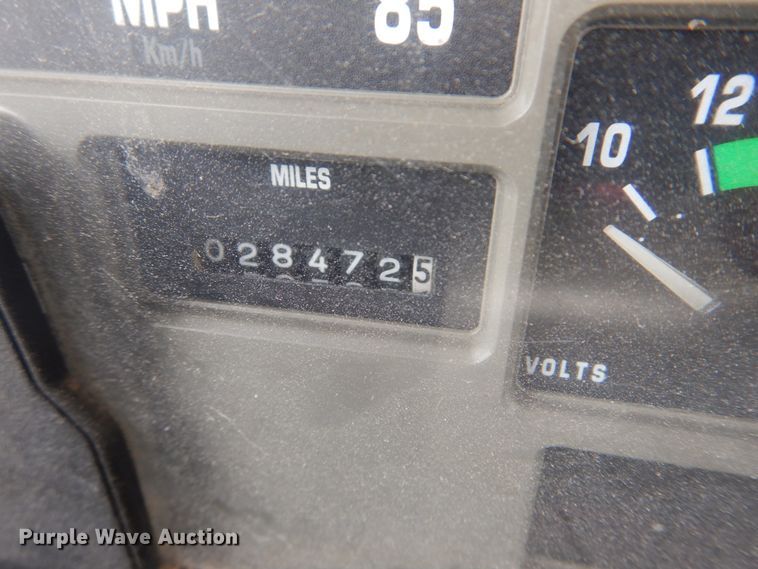 MPH 85
Km/h
MILES
0284725
10 12
VOLTS
Purple Wave Auction